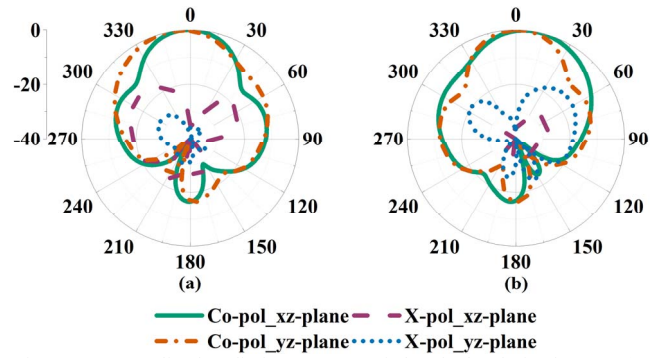 0 0
0 330 30 330 30
-20 300 60 300 60
-40 270 90 270 90
240 120 240 120
210 150 210 150
180 180
(a) (b)
Co-pol_xz-plane X-pol_xz-plane
Co-pol_yz-plane X-pol_yz-plane